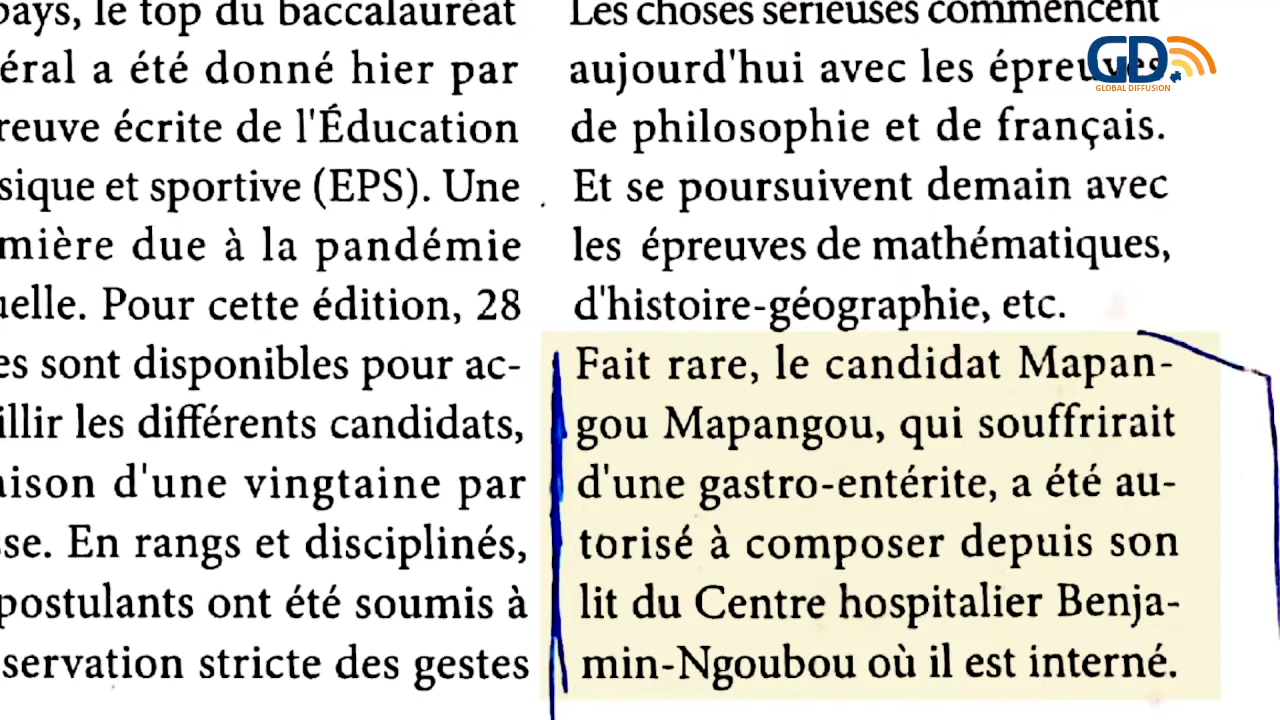 pays, le top du baccalauréat
éral a été donné hier par
reuve écrite de l'Éducation
sique et sportive (EPS). Une
mière due à la pandémie
uelle. Pour cette édition, 28
es sont disponibles pour ac-
illir les différents candidats,
aison d'une vingtaine par
sse. En rangs et disciplinés,
postulants ont été soumis à
servation stricte des gestes
Les choses sérieuses commencent
aujourd'hui avec les épreuves
de philosophie et de français.
Et se poursuivent demain avec
les épreuves de mathématiques,
d'histoire-géographie, etc.
Fait rare, le candidat Mapan-
gou Mapangou, qui souffrirait
d'une gastro-entérite, a été au-
torisé à composer depuis son
lit du Centre hospitalier Benja-
min-Ngoubou où il est interné.
GD
GLOBAL DIFFUSION